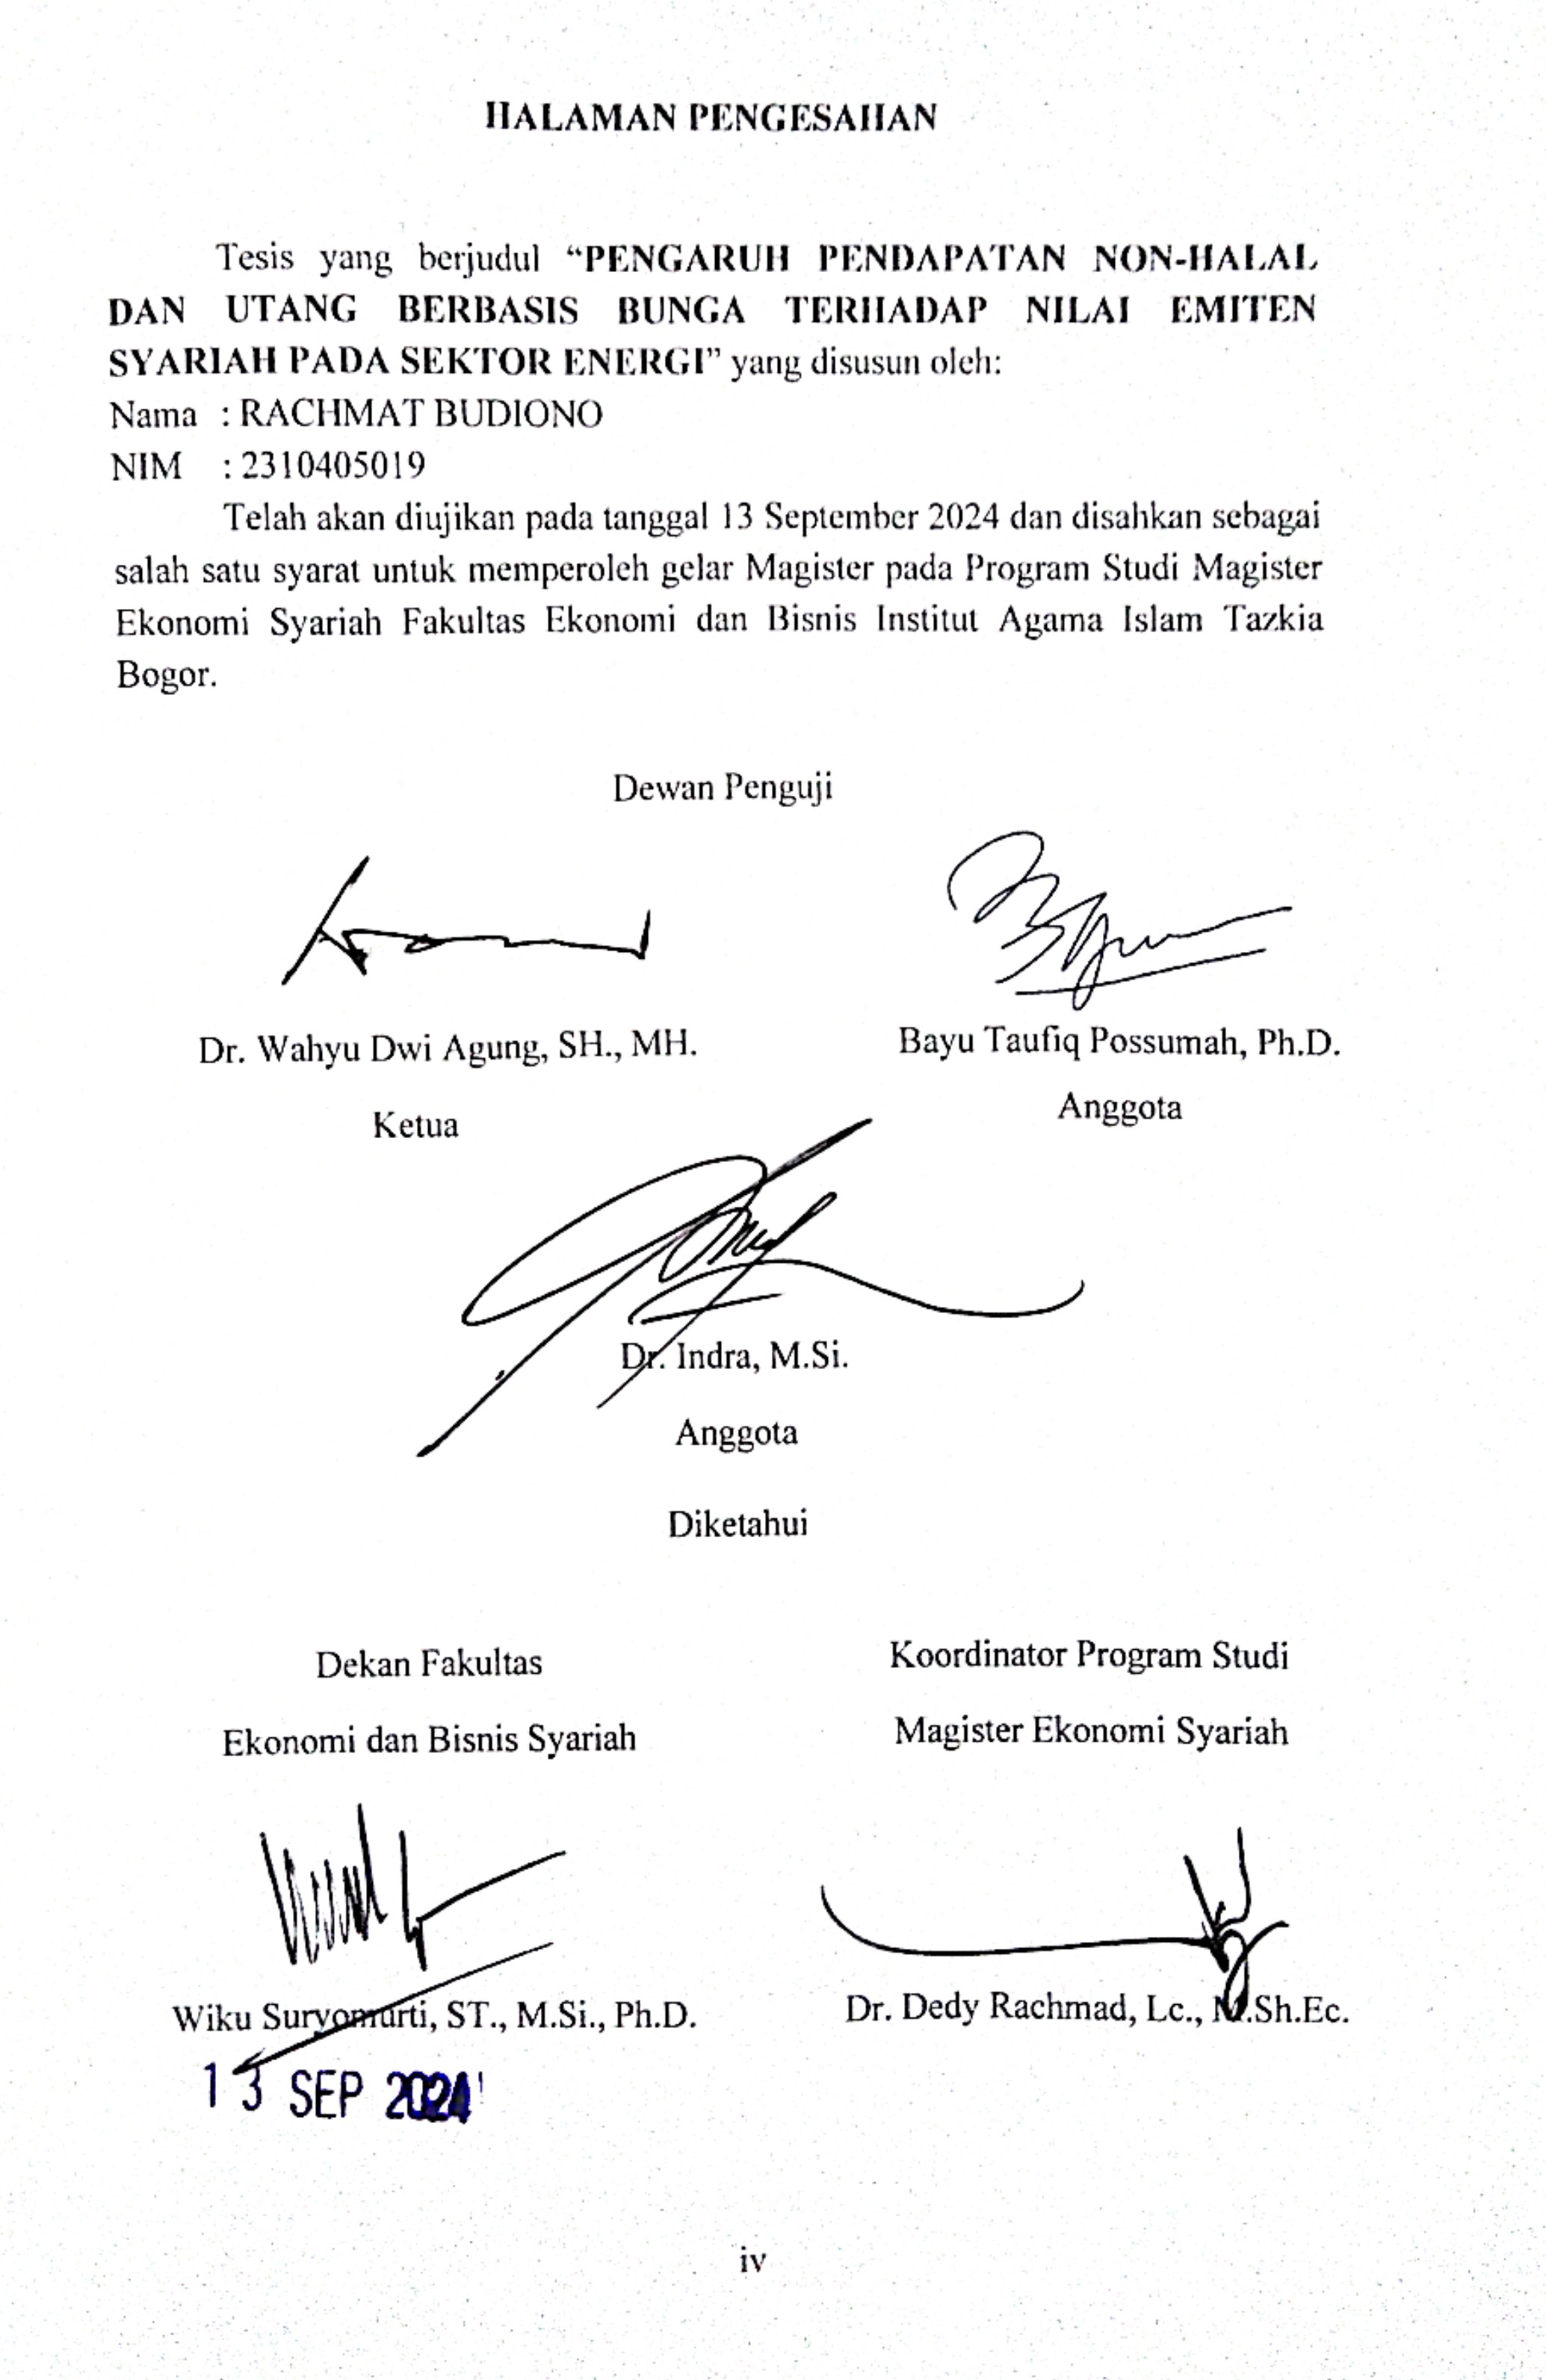 HALAMAN PENGESAHAN
Tesis yang berjudul “PENGARUH PENDAPATAN NON-HALAL
DAN UTANG BERBASIS BUNGA TERHADAP NILAI EMITEN
SYARIAH PADA SEKTOR ENERGI” yang disusun oleh:
Nama : RACHMAT BUDIONO
NIM : 2310405019
Telah akan diujikan pada tanggal 13 September 2024 dan disahkan sebagai
salah satu syarat untuk memperoleh gelar Magister pada Program Studi Magister
Ekonomi Syariah Fakultas Ekonomi dan Bisnis Institut Agama Islam Tazkia
Bogor.
Dewan Penguji
Dr. Wahyu Dwi Agung, SH., MH.
Ketua
Bayu Taufiq Possumah, Ph.D.
Anggota
Dr. Indra, M.Si.
Anggota
Diketahui
Dekan Fakultas
Ekonomi dan Bisnis Syariah
Wiku Suryomurti, ST., M.Si., Ph.D.
13 SEP 2024
Koordinator Program Studi
Magister Ekonomi Syariah
Dr. Dedy Rachmad, Lc., M.Sh.Ec.
iv